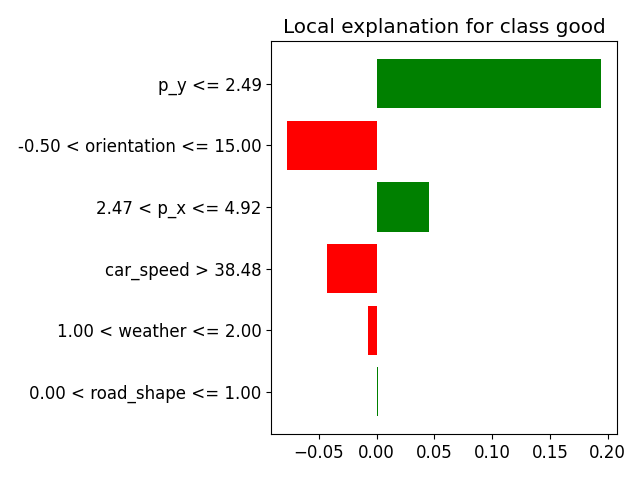 Local explanation for class good
p_y <= 2.49
-0.50 < orientation <= 15.00
2.47 < p_x <= 4.92
car_speed > 38.48
1.00 < weather <= 2.00
0.00 < road_shape <= 1.00
−0.05 0.00 0.05 0.10 0.15 0.20